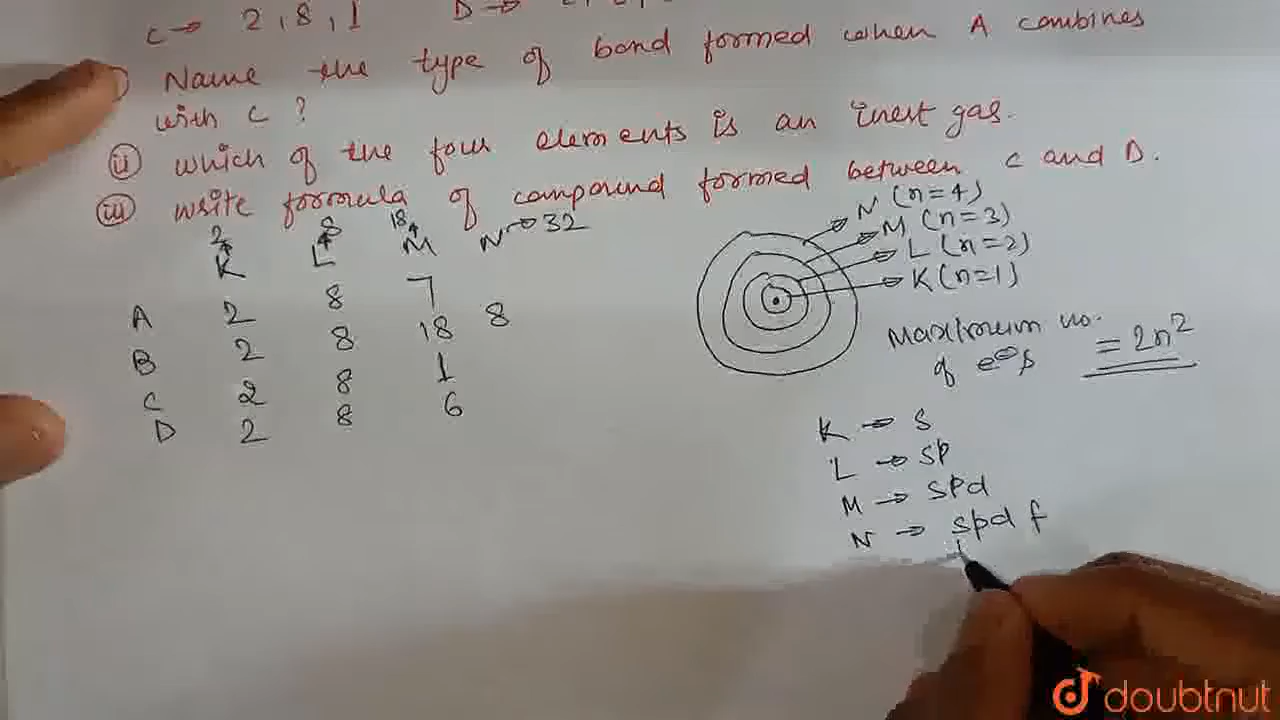 C → 2, 8, 1 D →
Name the type of bond formed when A combines
with C ?
(ii) which of the four elements is an inert gas.
(iii) write formula of compound formed between C and D.
2 8 18 N → 32
K L M
A 2 8 7
B 2 8 18 8
C 2 8 1
D 2 8 6
N (n=4)
M (n=3)
L (n=2)
K (n=1)
Maximum no.
of e⊖s = 2n²
K → s
L → sp
M → spd
N → spd f
doubtnut